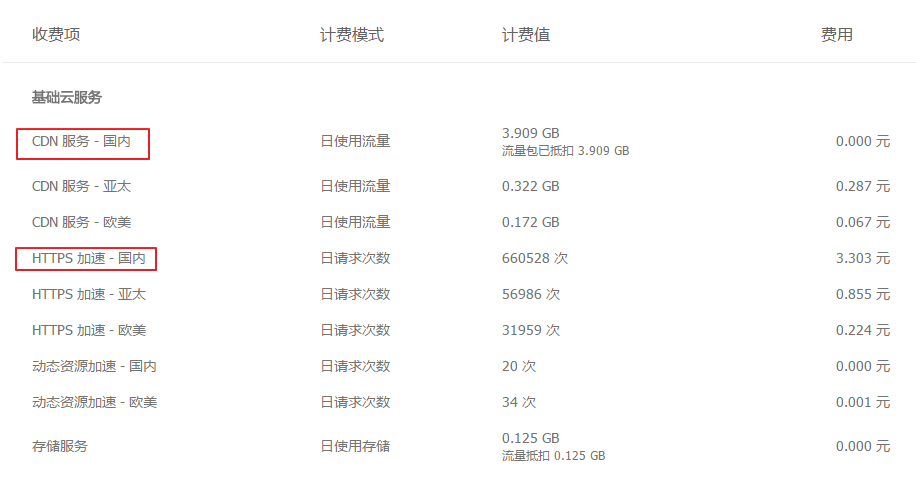 收费项 计费模式 计费值 费用
基础云服务
CDN 服务 - 国内 日使用流量 3.909 GB 0.000 元
流量包已抵扣 3.909 GB
CDN 服务 - 亚太 日使用流量 0.322 GB 0.287 元
CDN 服务 - 欧美 日使用流量 0.172 GB 0.067 元
HTTPS 加速 - 国内 日请求次数 660528 次 3.303 元
HTTPS 加速 - 亚太 日请求次数 56986 次 0.855 元
HTTPS 加速 - 欧美 日请求次数 31959 次 0.224 元
动态资源加速 - 国内 日请求次数 20 次 0.000 元
动态资源加速 - 欧美 日请求次数 34 次 0.001 元
存储服务 日使用存储 0.125 GB 0.000 元
流量抵扣 0.125 GB